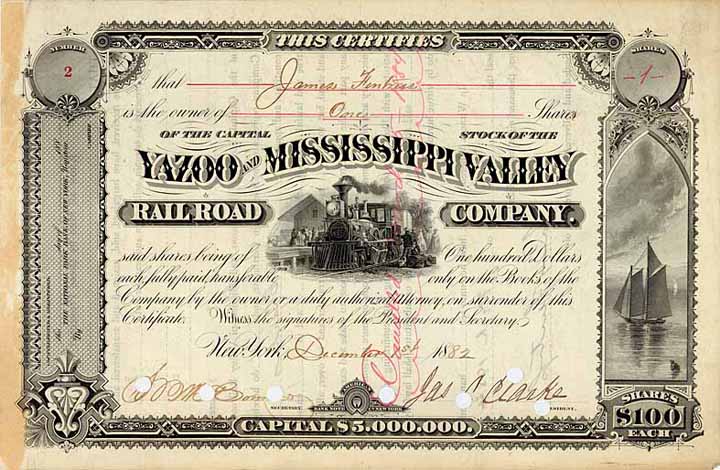 THIS CERTIFIES
NUMBER
2
SHARES
-1-
that James Fentress
is the owner of One Shares
OF THE CAPITAL STOCK OF THE
YAZOO AND MISSISSIPPI VALLEY
RAILROAD COMPANY.
said shares being of One hundred Dollars
each, fully paid, transferable only on the Books of the
Company by the owner or a duly authorized attorney, on surrender of this
Certificate. Witness the signatures of the President and Secretary.
New York December 1st 1882
Jas. C. Clarke
SECRETARY.
AMERICAN
BANK NOTE CO. NEW YORK
PRESIDENT.
CAPITAL $5,000,000.
SHARES
$100
EACH
By